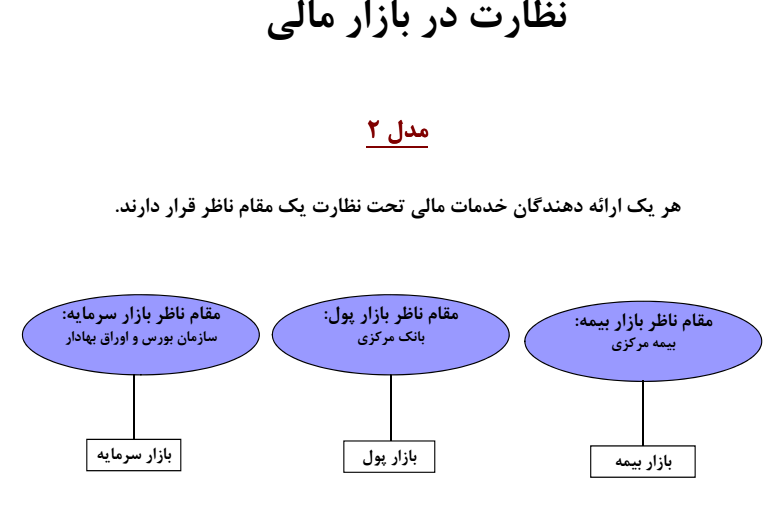 نظارت در بازار مالی
مدل ۲
هر یک ارائه دهندگان خدمات مالی تحت نظارت یک مقام ناظر قرار دارند.
مقام ناظر بازار بیمه:
بیمه مرکزی
مقام ناظر بازار پول:
بانک مرکزی
مقام ناظر بازار سرمایه:
سازمان بورس و اوراق بهادار
بازار بیمه
بازار پول
بازار سرمایه